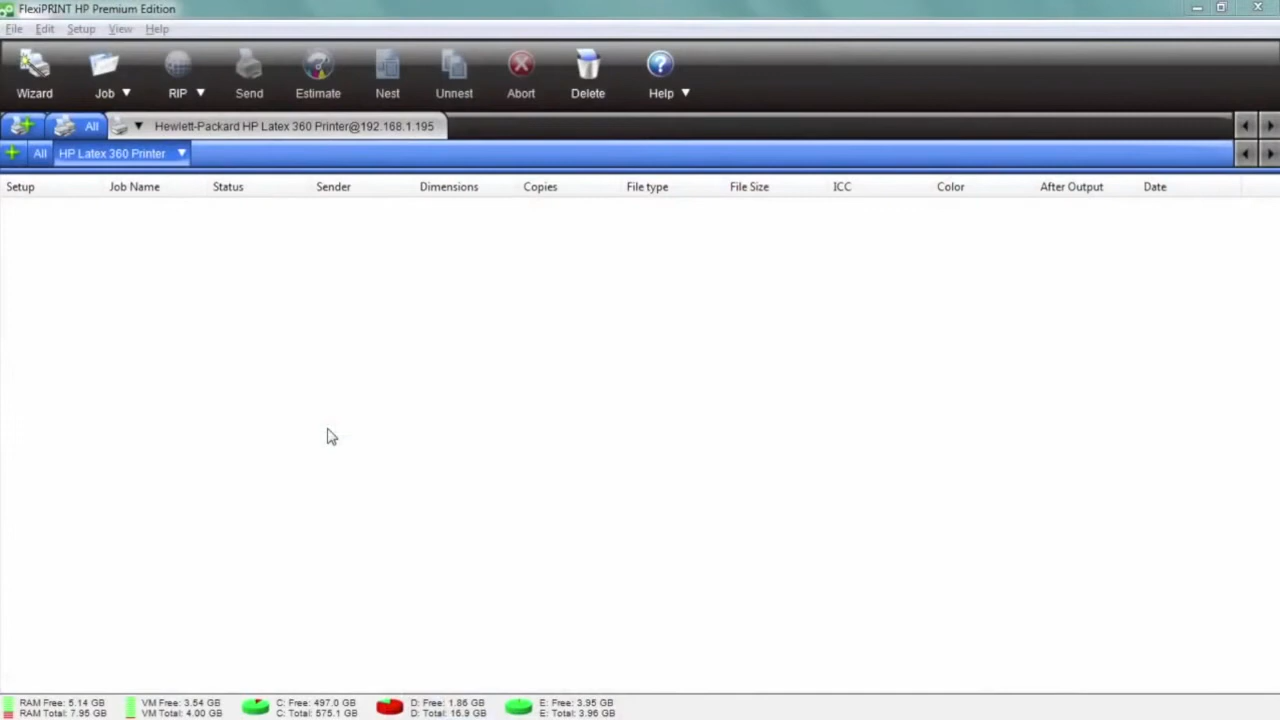 FlexiPRINT HP Premium Edition
File Edit Setup View Help
Wizard Job RIP Send Estimate Nest Unnest Abort Delete Help
All Hewlett-Packard HP Latex 360 Printer@192.168.1.195
All HP Latex 360 Printer
Setup Job Name Status Sender Dimensions Copies File type File Size ICC Color After Output Date
RAM Free: 5.14 GB VM Free: 3.54 GB C: Free: 497.0 GB D: Free: 1.86 GB E: Free: 3.95 GB
RAM Total: 7.95 GB VM Total: 4.00 GB C: Total: 575.1 GB D: Total: 16.9 GB E: Total: 3.96 GB